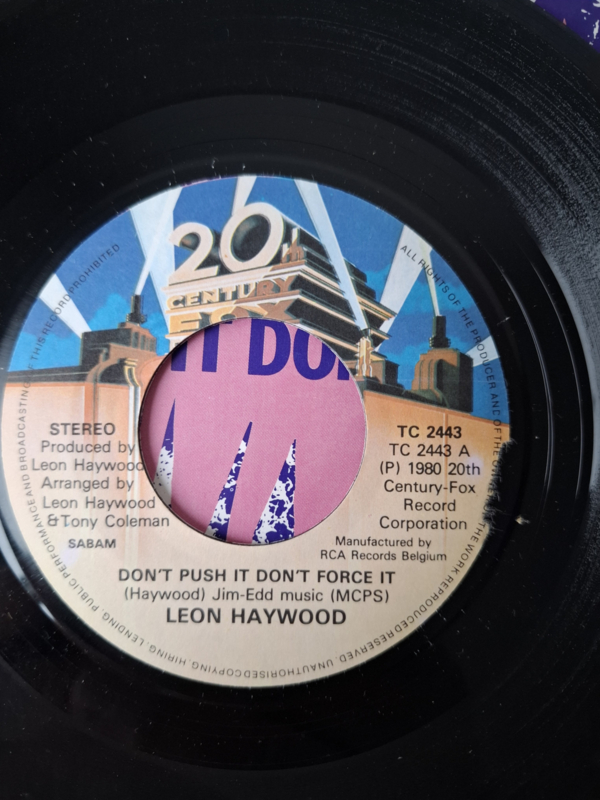 20th
CENTURY
FOX
IT DON
STEREO
Produced by
Leon Haywood
Arranged by
Leon Haywood
& Tony Coleman
SABAM
TC 2443
TC 2443 A
(P) 1980 20th
Century-Fox
Record
Corporation
Manufactured by
RCA Records Belgium
DON'T PUSH IT DON'T FORCE IT
(Haywood) Jim-Edd music (MCPS)
LEON HAYWOOD
ALL RIGHTS OF THE PRODUCER AND OF THE OWNER OF THE WORK REPRODUCED RESERVED. UNAUTHORISED COPYING, HIRING, LENDING, PUBLIC PERFORMANCE AND BROADCASTING OF THIS RECORD PROHIBITED